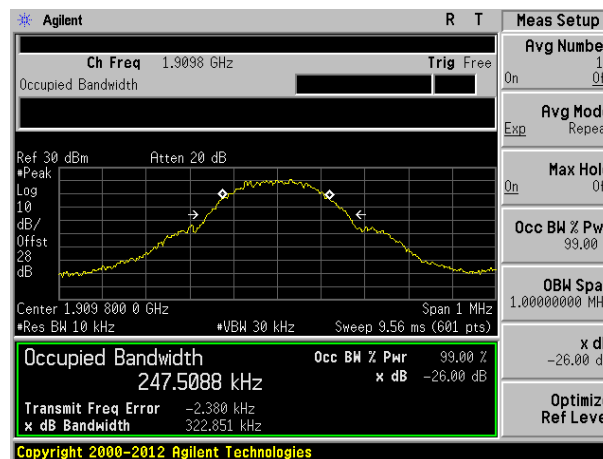 Agilent R T
Ch Freq 1.9098 GHz Trig Free
Occupied Bandwidth
Ref 30 dBm Atten 20 dB
#Peak
Log
10
dB/
Offst
28
dB
Center 1.909 800 0 GHz Span 1 MHz
#Res BW 10 kHz #VBW 30 kHz Sweep 9.56 ms (601 pts)
Occupied Bandwidth Occ BW % Pwr 99.00 %
247.5088 kHz x dB -26.00 dB
Transmit Freq Error -2.380 kHz
x dB Bandwidth 322.851 kHz
Copyright 2000-2012 Agilent Technologies
Meas Setup
Avg Numbe
On
Avg Mod
Exp Repea
Max Hol
On
Occ BW % Pw
99.00
OBW Spa
1.00000000 MH
x d
-26.00 d
Optimiz
Ref Leve